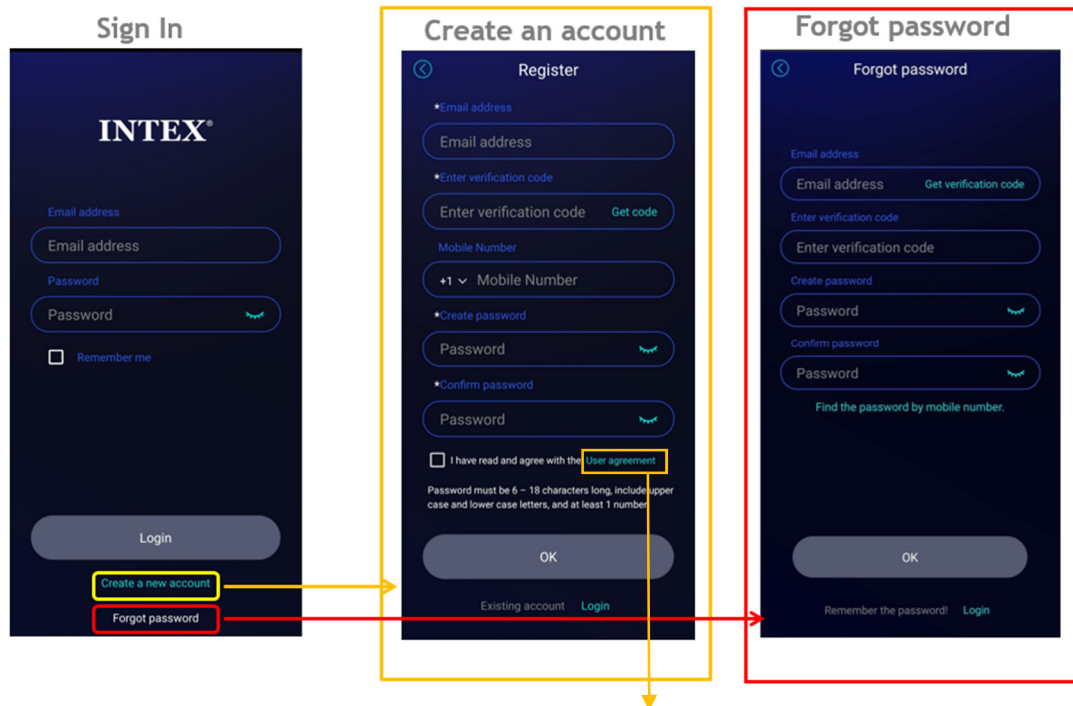 Sign In
INTEX®
Email address
Email address
Password
Password
Remember me
Login
Create a new account
Forgot password
Create an account
Register
*Email address
Email address
*Enter verification code
Enter verification code Get code
Mobile Number
+1 Mobile Number
*Create password
Password
*Confirm password
Password
I have read and agree with the User agreement
Password must be 6 – 18 characters long, include upper
case and lower case letters, and at least 1 number
OK
Existing account Login
Forgot password
Forgot password
Email address
Email address Get verification code
Enter verification code
Enter verification code
Create password
Password
Confirm password
Password
Find the password by mobile number.
OK
Remember the password! Login